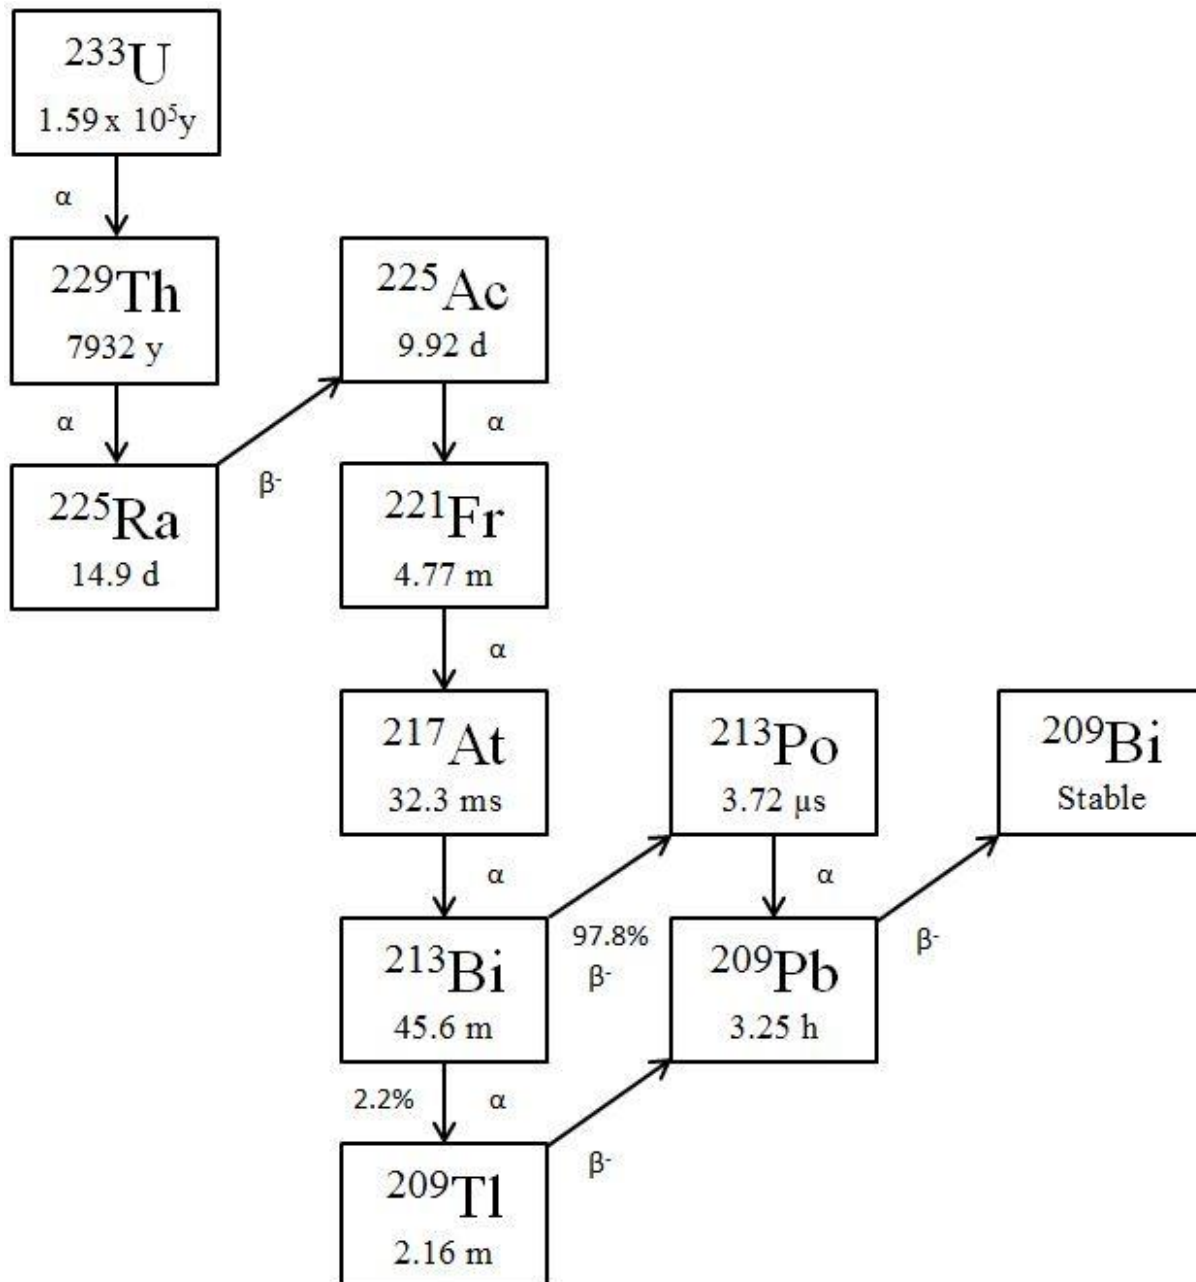 ²³³U
1.59 x 10⁵y
α
²²⁹Th
7932 y
²²⁵Ac
9.92 d
α
α
β-
²²⁵Ra
14.9 d
²²¹Fr
4.77 m
α
²¹⁷At
32.3 ms
²¹³Po
3.72 µs
²⁰⁹Bi
Stable
α
α
97.8%
β-
β-
²¹³Bi
45.6 m
²⁰⁹Pb
3.25 h
2.2%
α
β-
²⁰⁹Tl
2.16 m